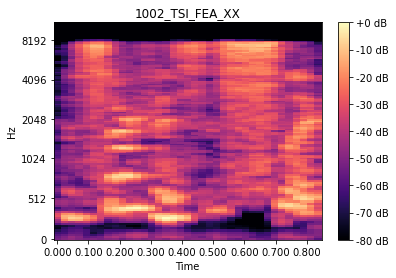 1002_TSI_FEA_XX
Hz
8192
4096
2048
1024
512
0
0.000 0.100 0.200 0.300 0.400 0.500 0.600 0.700 0.800
Time
+0 dB
-10 dB
-20 dB
-30 dB
-40 dB
-50 dB
-60 dB
-70 dB
-80 dB